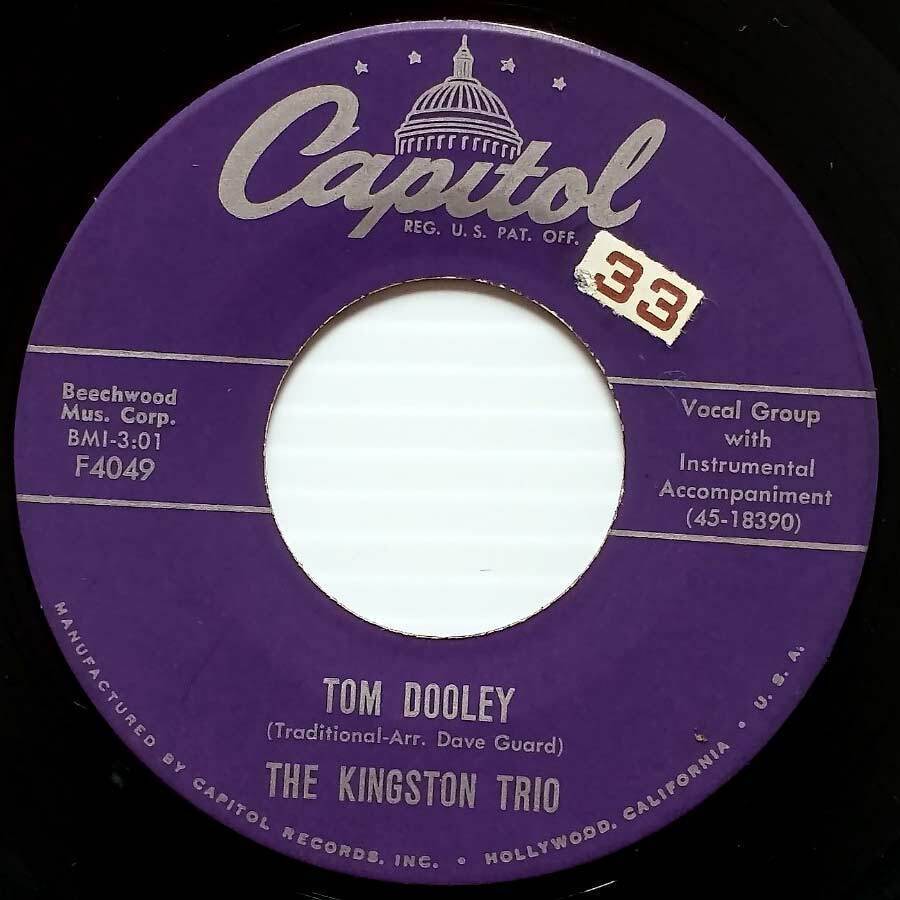 Capitol
REG. U.S. PAT. OFF.
33
Beechwood
Mus. Corp.
BMI-3:01
F4049
Vocal Group
with
Instrumental
Accompaniment
(45-18390)
TOM DOOLEY
(Traditional-Arr. Dave Guard)
THE KINGSTON TRIO
MANUFACTURED BY CAPITOL RECORDS, INC. • HOLLYWOOD, CALIFORNIA • U.S.A.